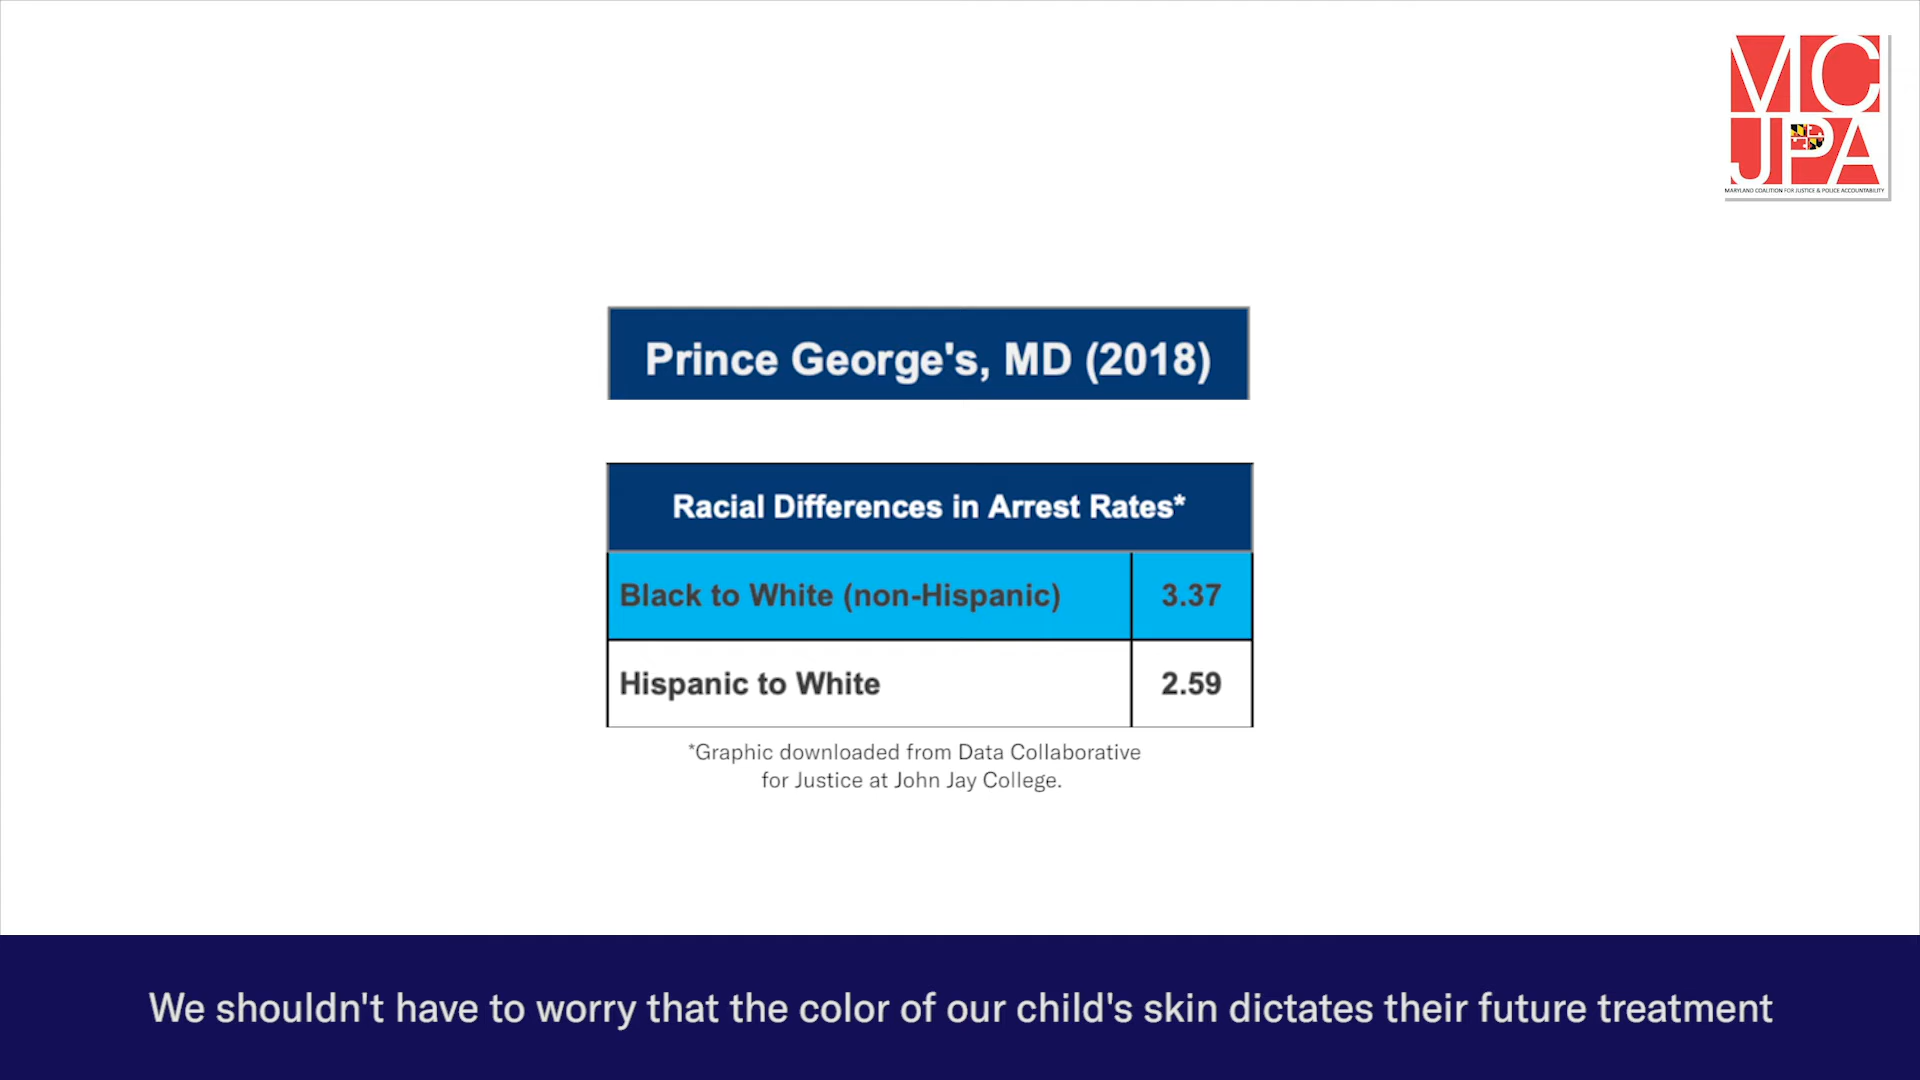 MC
JPA
MARYLAND COALITION FOR JUSTICE & POLICE ACCOUNTABILITY
Prince George's, MD (2018)
Racial Differences in Arrest Rates*
Black to White (non-Hispanic) 3.37
Hispanic to White 2.59
*Graphic downloaded from Data Collaborative
for Justice at John Jay College.
We shouldn't have to worry that the color of our child's skin dictates their future treatment